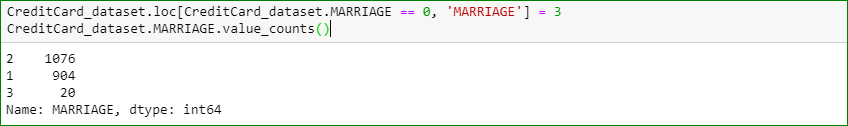 CreditCard_dataset.loc[CreditCard_dataset.MARRIAGE == 0, 'MARRIAGE'] = 3
CreditCard_dataset.MARRIAGE.value_counts()
2    1076
1     904
3      20
Name: MARRIAGE, dtype: int64